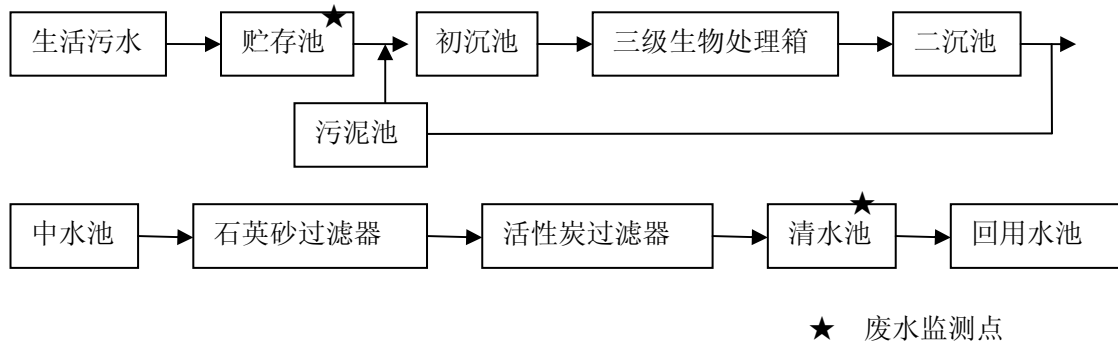 生活污水 贮存池 初沉池 三级生物处理箱 二沉池
污泥池
中水池 石英砂过滤器 活性炭过滤器 清水池 回用水池
★ 废水监测点